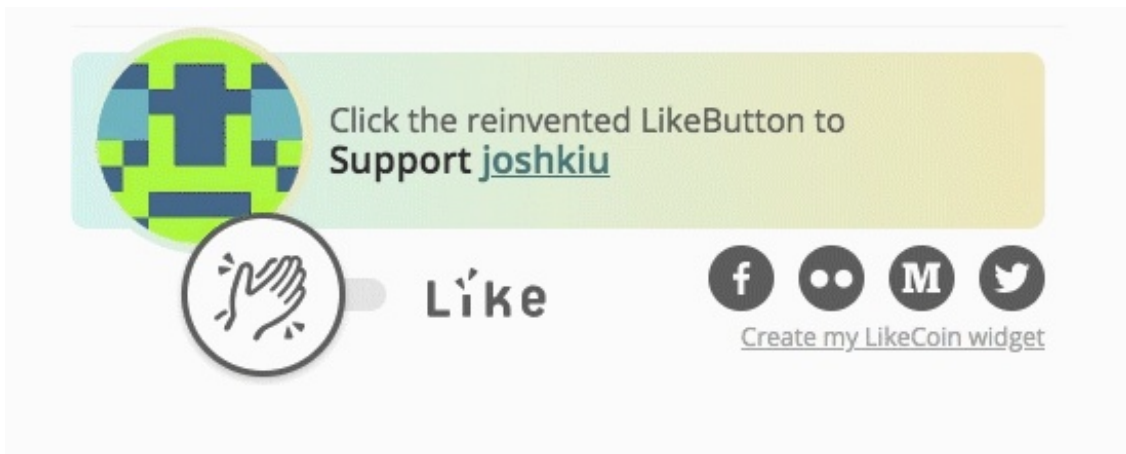 Click the reinvented LikeButton to
Support joshkiu
Like
Create my LikeCoin widget